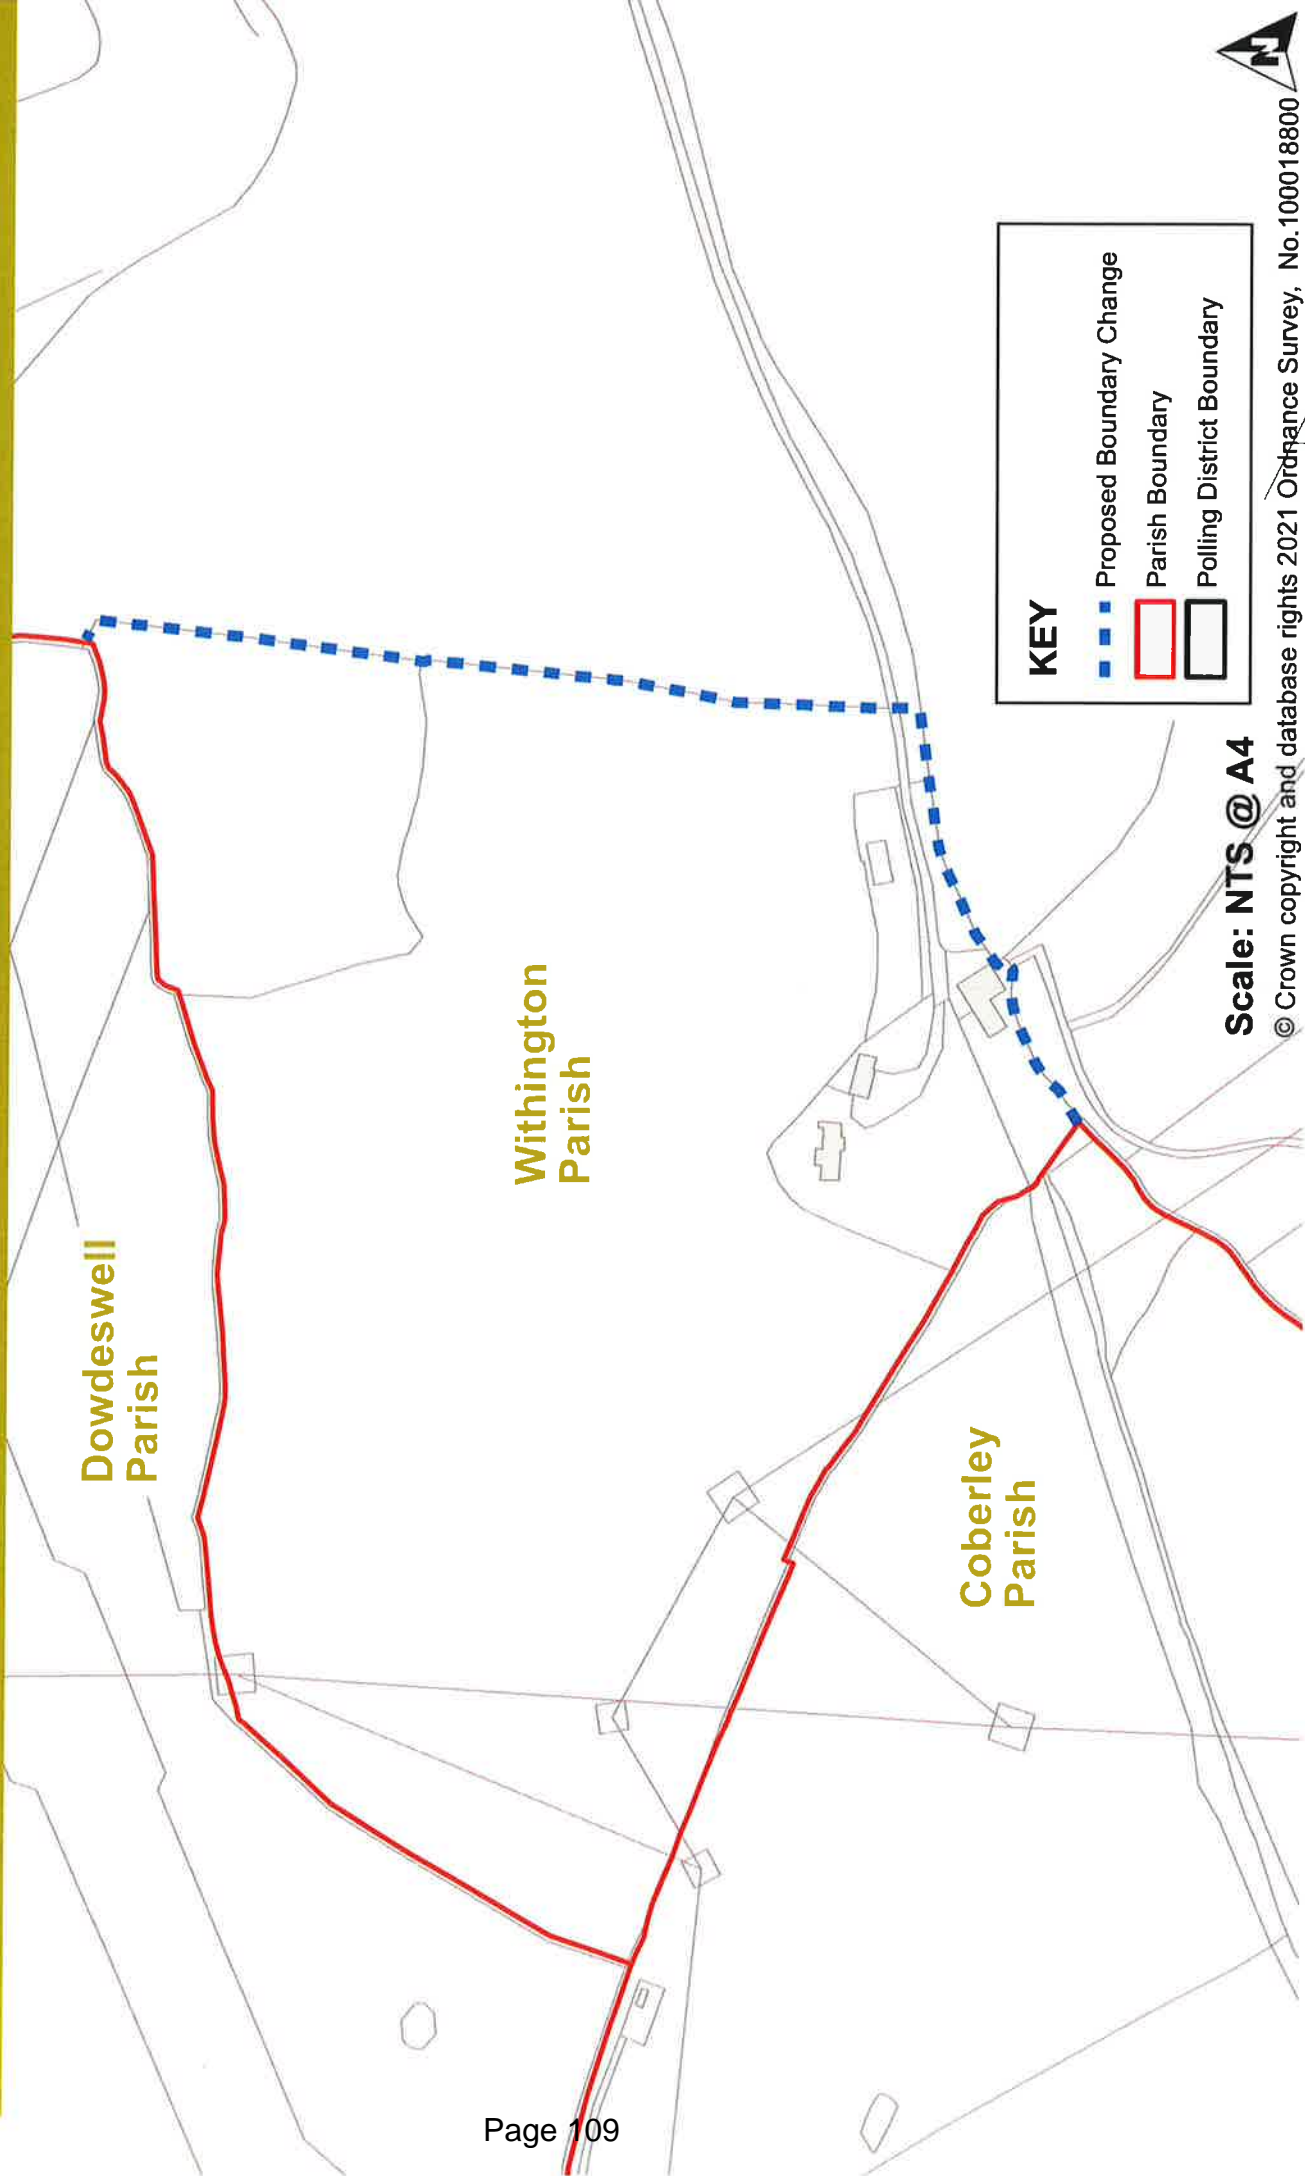 Dowdeswell
Parish
Withington
Parish
Coberley
Parish
KEY
Proposed Boundary Change
Parish Boundary
Polling District Boundary
Scale: NTS @ A4
© Crown copyright and database rights 2021 Ordnance Survey, No.100018800
N
Page 109